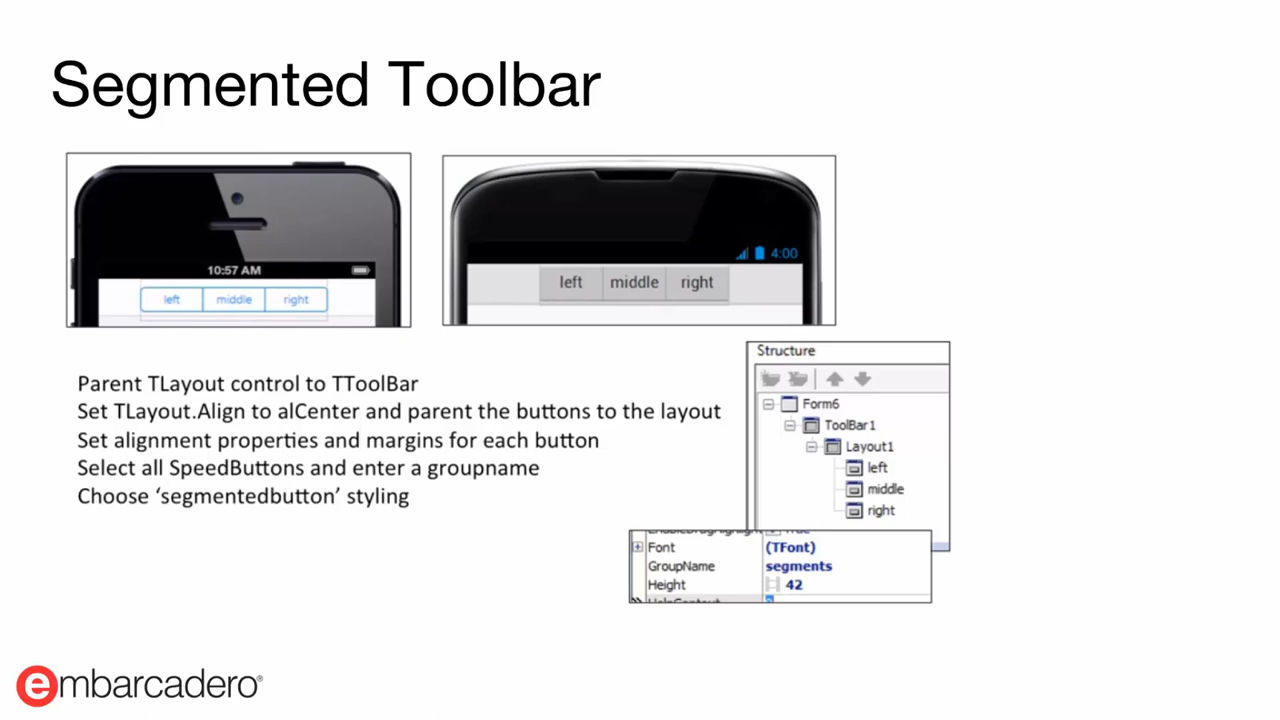 Segmented Toolbar
10:57 AM
left middle right
4:00
left middle right
Parent TLayout control to TToolBar
Set TLayout.Align to alCenter and parent the buttons to the layout
Set alignment properties and margins for each button
Select all SpeedButtons and enter a groupname
Choose ‘segmentedbutton’ styling
Structure
Form6
ToolBar1
Layout1
left
middle
right
Font (TFont)
GroupName segments
Height 42
embarcadero®